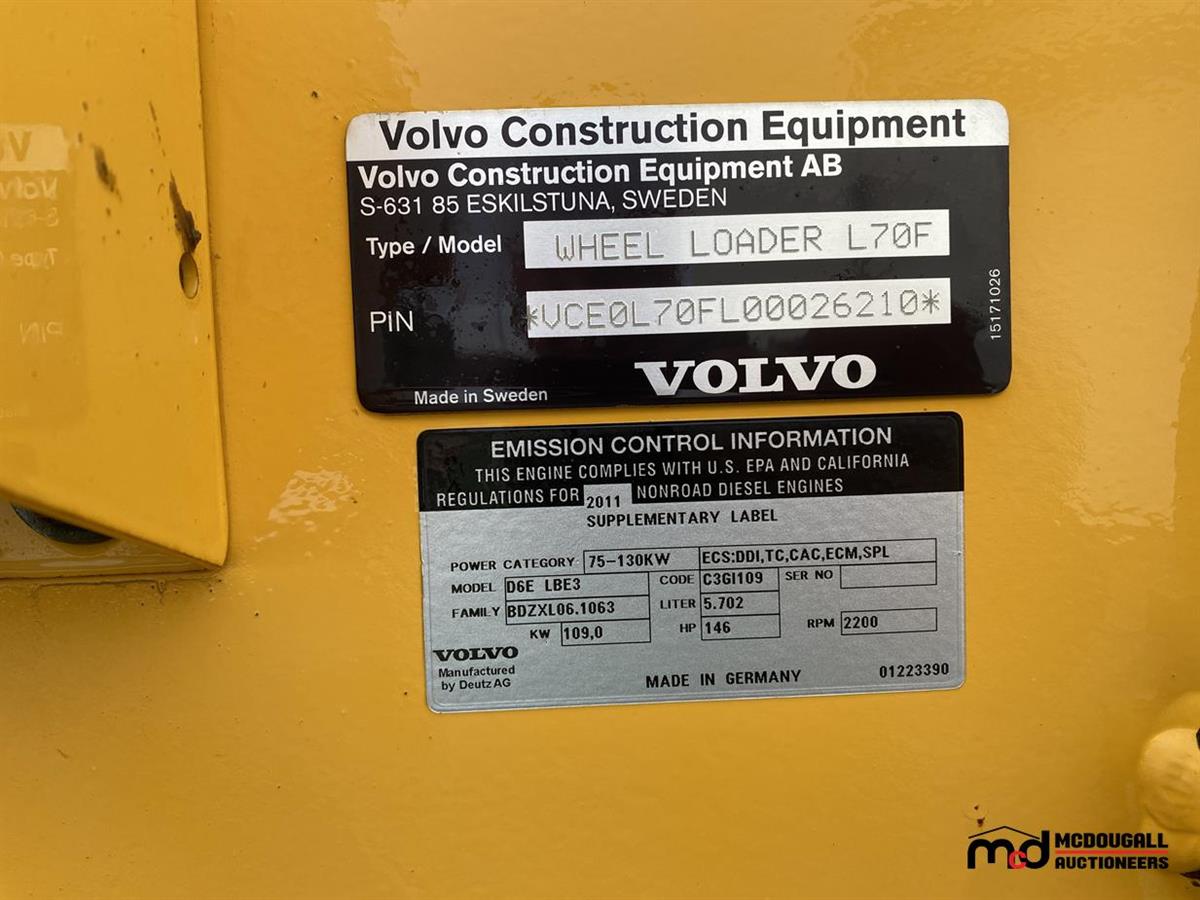 Volvo Construction Equipment
Volvo Construction Equipment AB
S-631 85 ESKILSTUNA, SWEDEN
Type / Model WHEEL LOADER L70F
PIN *VCE0L70FL00026210*
15171026
VOLVO
Made in Sweden
EMISSION CONTROL INFORMATION
THIS ENGINE COMPLIES WITH U.S. EPA AND CALIFORNIA
REGULATIONS FOR 2011 NONROAD DIESEL ENGINES
SUPPLEMENTARY LABEL
POWER CATEGORY: 75-130KW ECS:DDI,TC,CAC,ECM,SPL
MODEL D6E LBE3 CODE C3GI109 SER NO
FAMILY BDZXL06.1063 LITER 5.702
KW 109,0 HP 146 RPM 2200
VOLVO
Manufactured
by Deutz AG
MADE IN GERMANY 01223390
mcd MCDOUGALL
AUCTIONEERS